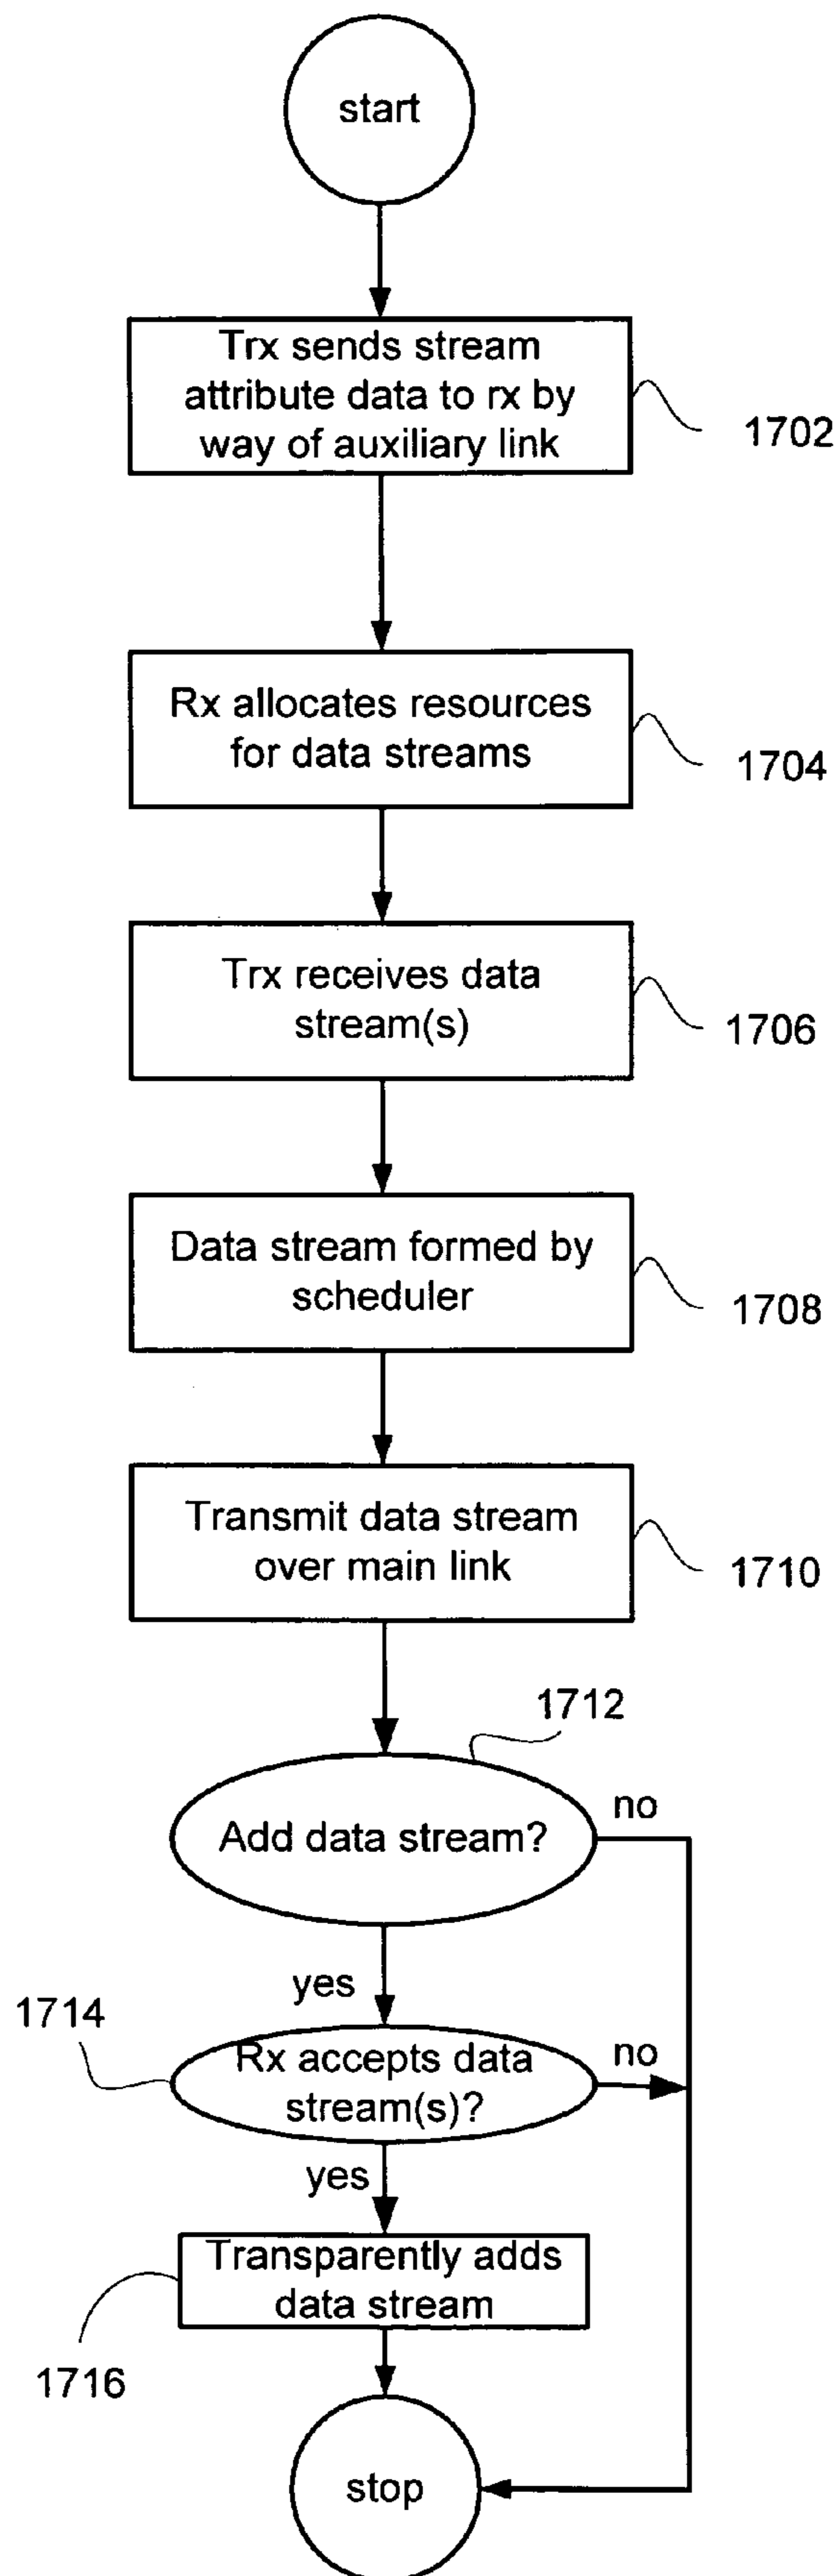 start
Trx sends stream
attribute data to rx by
way of auxiliary link
1702
Rx allocates resources
for data streams
1704
Trx receives data
stream(s)
1706
Data stream formed by
scheduler
1708
Transmit data stream
over main link
1710
1712
Add data stream?
no
yes
1714
Rx accepts data
stream(s)?
no
yes
Transparently adds
data stream
1716
stop